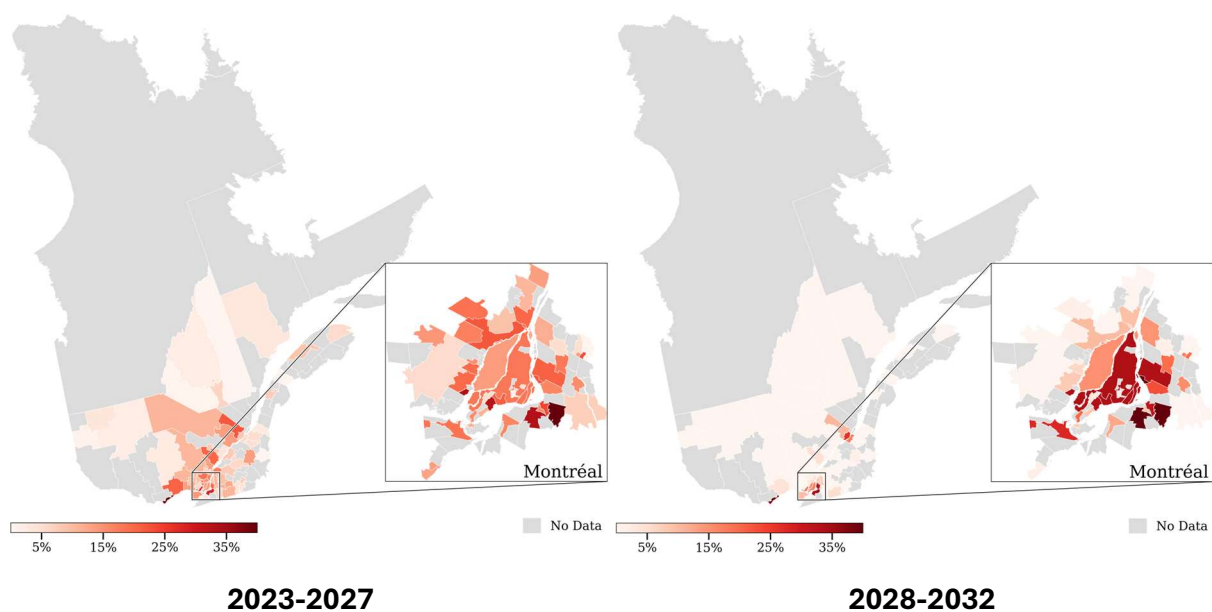 Montréal
Montréal
No Data
No Data
5% 15% 25% 35%
5% 15% 25% 35%
2023-2027
2028-2032